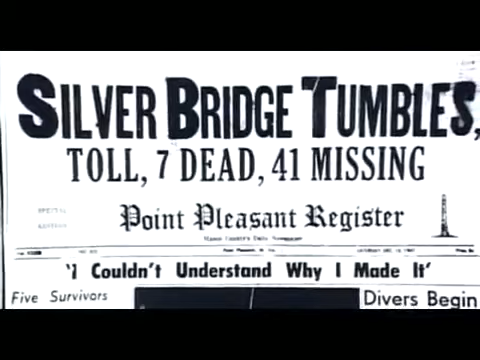 SILVER BRIDGE TUMBLES,
TOLL, 7 DEAD, 41 MISSING
Point Pleasant Register
'I Couldn't Understand Why I Made It'
Five Survivors
Divers Begin